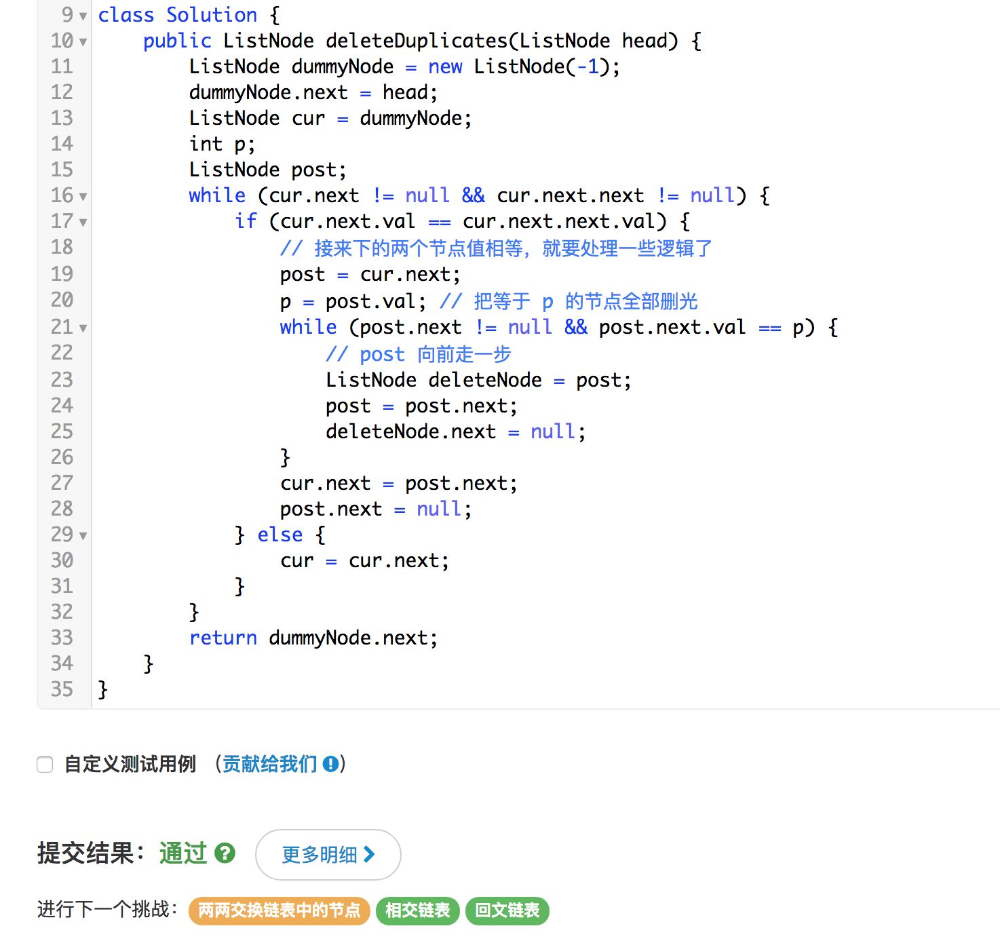 9 class Solution {
10 public ListNode deleteDuplicates(ListNode head) {
11 ListNode dummyNode = new ListNode(-1);
12 dummyNode.next = head;
13 ListNode cur = dummyNode;
14 int p;
15 ListNode post;
16 while (cur.next != null && cur.next.next != null) {
17 if (cur.next.val == cur.next.next.val) {
18 // 接来下的两个节点值相等，就要处理一些逻辑了
19 post = cur.next;
20 p = post.val; // 把等于 p 的节点全部删光
21 while (post.next != null && post.next.val == p) {
22 // post 向前走一步
23 ListNode deleteNode = post;
24 post = post.next;
25 deleteNode.next = null;
26 }
27 cur.next = post.next;
28 post.next = null;
29 } else {
30 cur = cur.next;
31 }
32 }
33 return dummyNode.next;
34 }
35 }
自定义测试用例 （贡献给我们）
提交结果：通过 更多明细
进行下一个挑战：两两交换链表中的节点 相交链表 回文链表